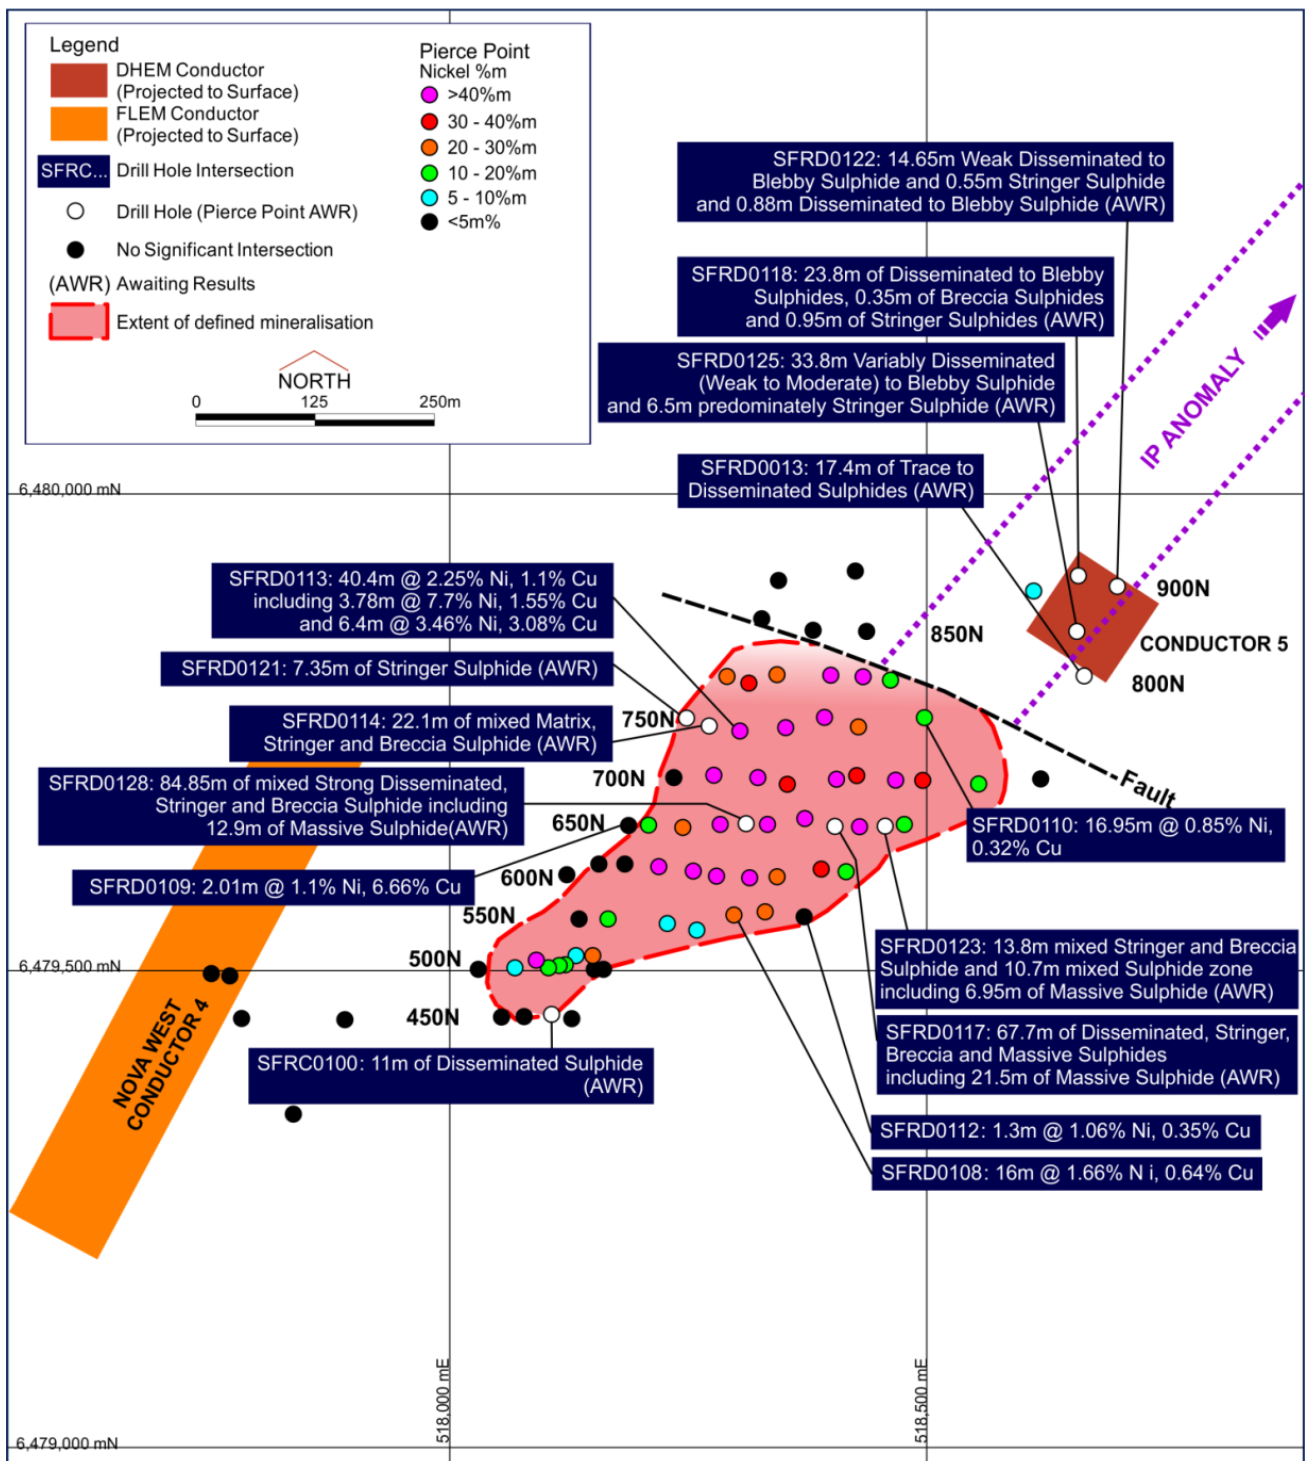 Legend
DHEM Conductor
(Projected to Surface)
FLEM Conductor
(Projected to Surface)
SFRC...
Drill Hole Intersection
Drill Hole (Pierce Point AWR)
No Significant Intersection
(AWR) Awaiting Results
Extent of defined mineralisation
Pierce Point
Nickel %m
>40%m
30 - 40%m
20 - 30%m
10 - 20%m
5 - 10%m
<5m%
NORTH
0 125 250m
SFRD0122: 14.65m Weak Disseminated to
Blebby Sulphide and 0.55m Stringer Sulphide
and 0.88m Disseminated to Blebby Sulphide (AWR)
SFRD0118: 23.8m of Disseminated to Blebby
Sulphides, 0.35m of Breccia Sulphides
and 0.95m of Stringer Sulphides (AWR)
SFRD0125: 33.8m Variably Disseminated
(Weak to Moderate) to Blebby Sulphide
and 6.5m predominately Stringer Sulphide (AWR)
IP ANOMALY
SFRD0013: 17.4m of Trace to
Disseminated Sulphides (AWR)
6,480,000 mN
SFRD0113: 40.4m @ 2.25% Ni, 1.1% Cu
including 3.78m @ 7.7% Ni, 1.55% Cu
and 6.4m @ 3.46% Ni, 3.08% Cu
900N
850N
CONDUCTOR 5
800N
SFRD0121: 7.35m of Stringer Sulphide (AWR)
750N
SFRD0114: 22.1m of mixed Matrix,
Stringer and Breccia Sulphide (AWR)
700N
Fault
SFRD0128: 84.85m of mixed Strong Disseminated,
Stringer and Breccia Sulphide including
12.9m of Massive Sulphide(AWR)
650N
SFRD0110: 16.95m @ 0.85% Ni,
0.32% Cu
SFRD0109: 2.01m @ 1.1% Ni, 6.66% Cu
600N
550N
500N
SFRD0123: 13.8m mixed Stringer and Breccia
Sulphide and 10.7m mixed Sulphide zone
including 6.95m of Massive Sulphide (AWR)
6,479,500 mN
450N
NOVA WEST
CONDUCTOR 4
SFRD0117: 67.7m of Disseminated, Stringer,
Breccia and Massive Sulphides
including 21.5m of Massive Sulphide (AWR)
SFRC0100: 11m of Disseminated Sulphide
(AWR)
SFRD0112: 1.3m @ 1.06% Ni, 0.35% Cu
SFRD0108: 16m @ 1.66% N i, 0.64% Cu
518,000 mE
518,500 mE
6,479,000 mN